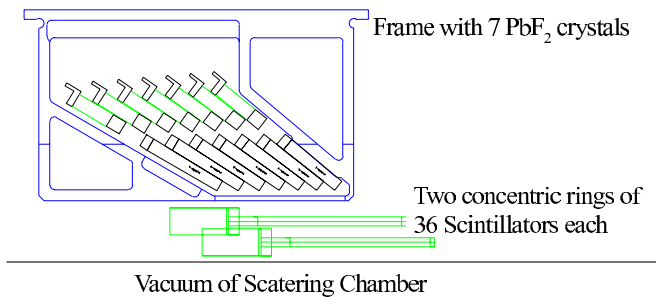 Frame with 7 PbF2 crystals
Two concentric rings of
36 Scintillators each
Vacuum of Scatering Chamber